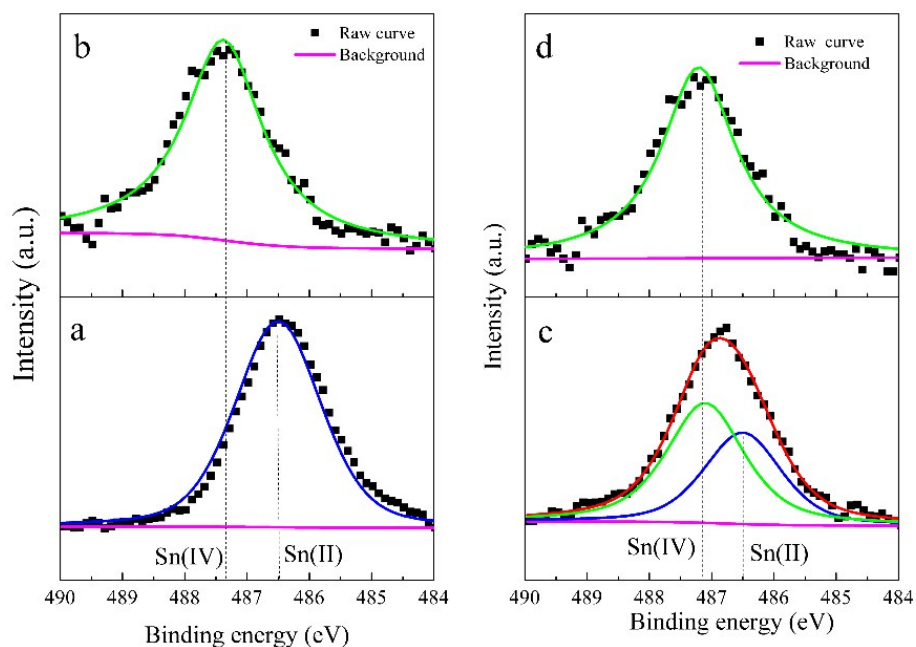 b
Raw curve
Background
d
Raw curve
Background
Intensity (a.u.)
Intensity (a.u.)
a
Sn(IV)
Sn(II)
c
Sn(IV)
Sn(II)
490 489 488 487 486 485 484
490 489 488 487 486 485 484
Binding energy (eV)
Binding energy (eV)